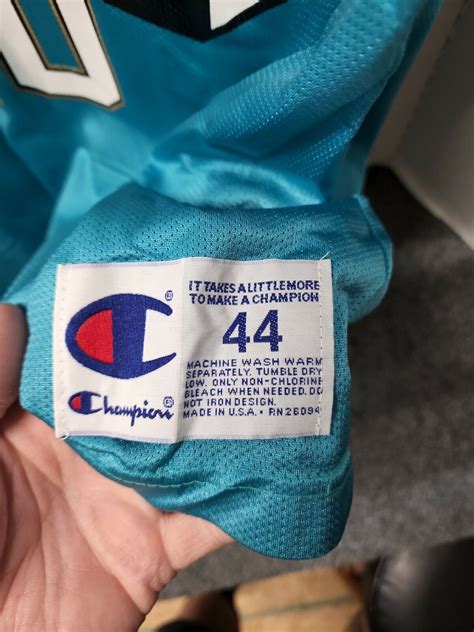 IT TAKES A LITTLE MORE
TO MAKE A CHAMPION®
44
MACHINE WASH WARM
SEPARATELY. TUMBLE DRY
LOW. ONLY NON-CHLORINE
BLEACH WHEN NEEDED. DO
NOT IRON DESIGN.
MADE IN U.S.A. • RN 26094
Champion®